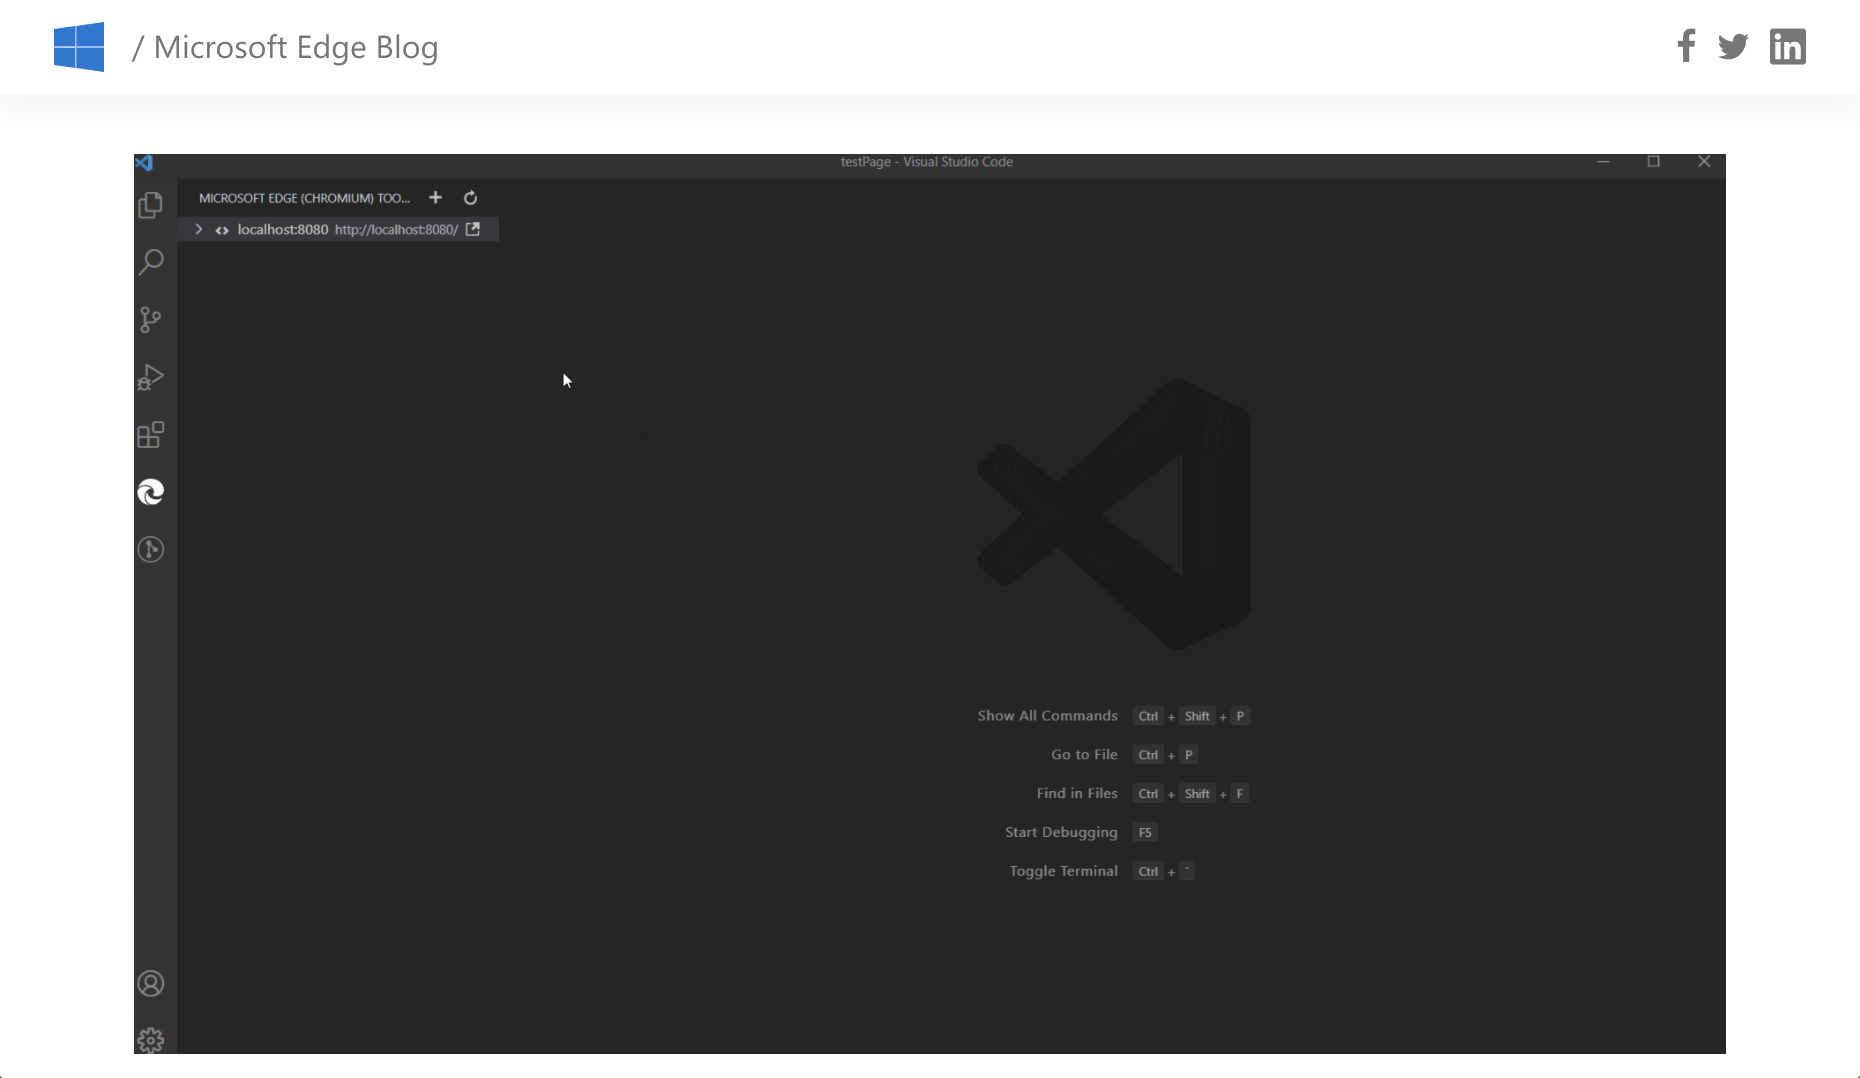 / Microsoft Edge Blog
testPage - Visual Studio Code
MICROSOFT EDGE (CHROMIUM) TOO...
localhost:8080 http://localhost:8080/
Show All Commands Ctrl + Shift + P
Go to File Ctrl + P
Find in Files Ctrl + Shift + F
Start Debugging F5
Toggle Terminal Ctrl + `